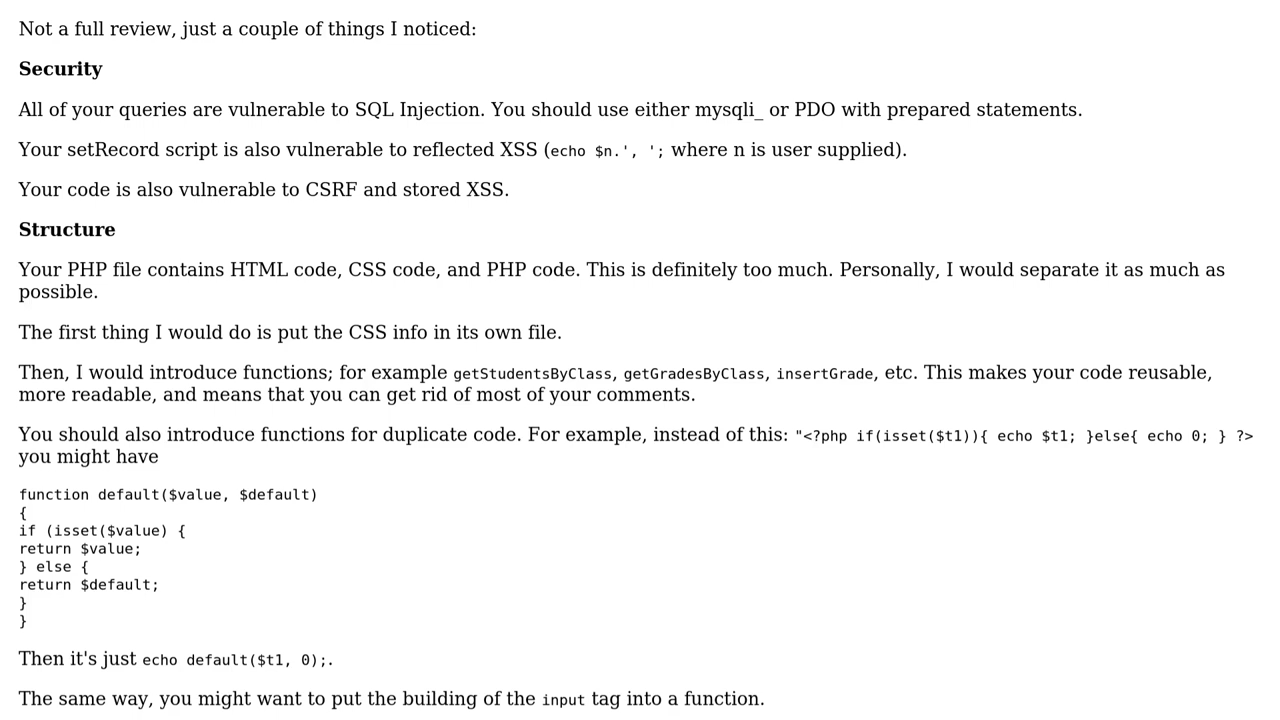 Not a full review, just a couple of things I noticed:
Security
All of your queries are vulnerable to SQL Injection. You should use either mysqli_ or PDO with prepared statements.
Your setRecord script is also vulnerable to reflected XSS (echo $n.', '; where n is user supplied).
Your code is also vulnerable to CSRF and stored XSS.
Structure
Your PHP file contains HTML code, CSS code, and PHP code. This is definitely too much. Personally, I would separate it as much as
possible.
The first thing I would do is put the CSS info in its own file.
Then, I would introduce functions; for example getStudentsByClass, getGradesByClass, insertGrade, etc. This makes your code reusable,
more readable, and means that you can get rid of most of your comments.
You should also introduce functions for duplicate code. For example, instead of this: "<?php if(isset($t1)){ echo $t1; }else{ echo 0; } ?>
you might have
function default($value, $default)
{
if (isset($value) {
return $value;
} else {
return $default;
}
}
Then it's just echo default($t1, 0);.
The same way, you might want to put the building of the input tag into a function.